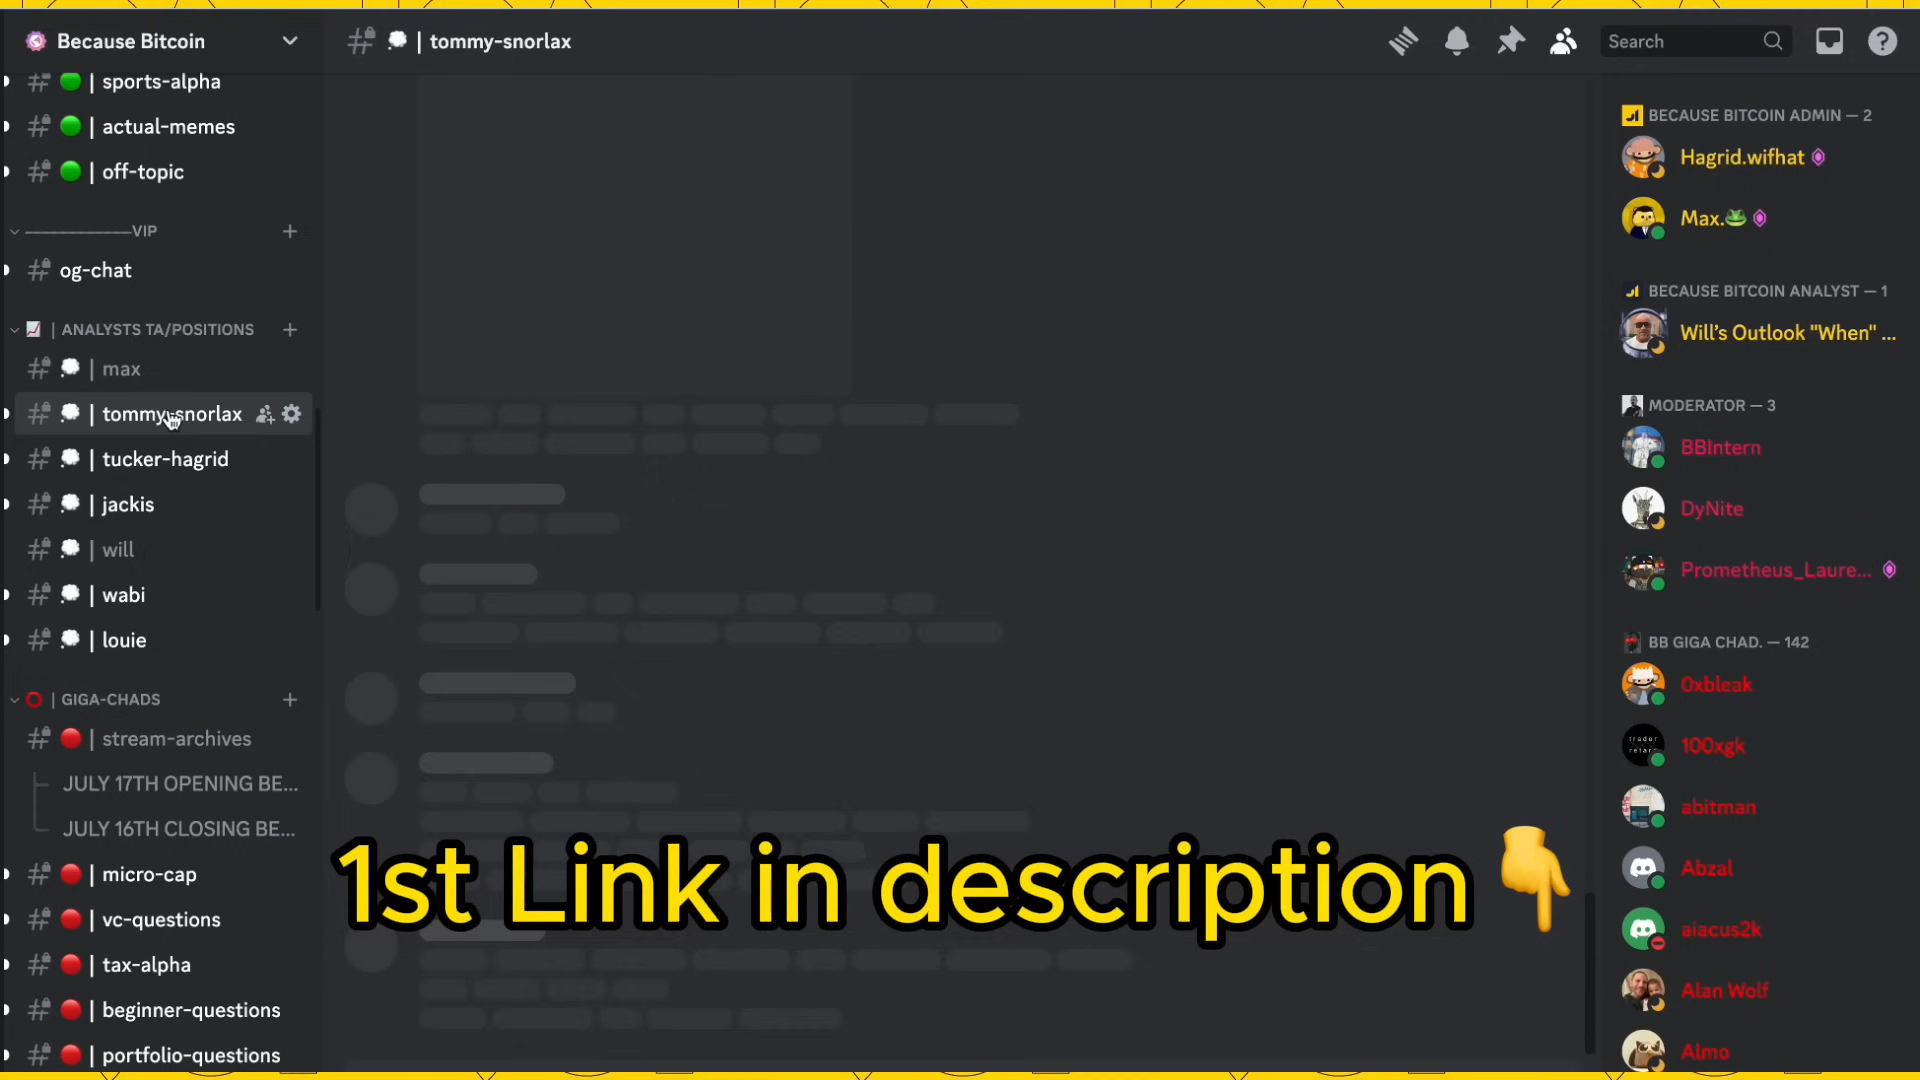 Because Bitcoin
| sports-alpha
| actual-memes
| off-topic
VIP
og-chat
| ANALYSTS TA/POSITIONS
| max
| tommy-snorlax
| tucker-hagrid
| jackis
| will
| wabi
| louie
| GIGA-CHADS
| stream-archives
JULY 17TH OPENING BE...
JULY 16TH CLOSING BE...
| micro-cap
| vc-questions
| tax-alpha
| beginner-questions
| portfolio-questions
| tommy-snorlax
Search
1st Link in description
BECAUSE BITCOIN ADMIN — 2
Hagrid.wifhat
Max.
BECAUSE BITCOIN ANALYST — 1
Will's Outlook "When" ...
MODERATOR — 3
BBIntern
DyNite
Prometheus_Laure...
BB GIGA CHAD. — 142
0xbleak
100xgk
abitman
Abzal
aiacus2k
Alan Wolf
Almo